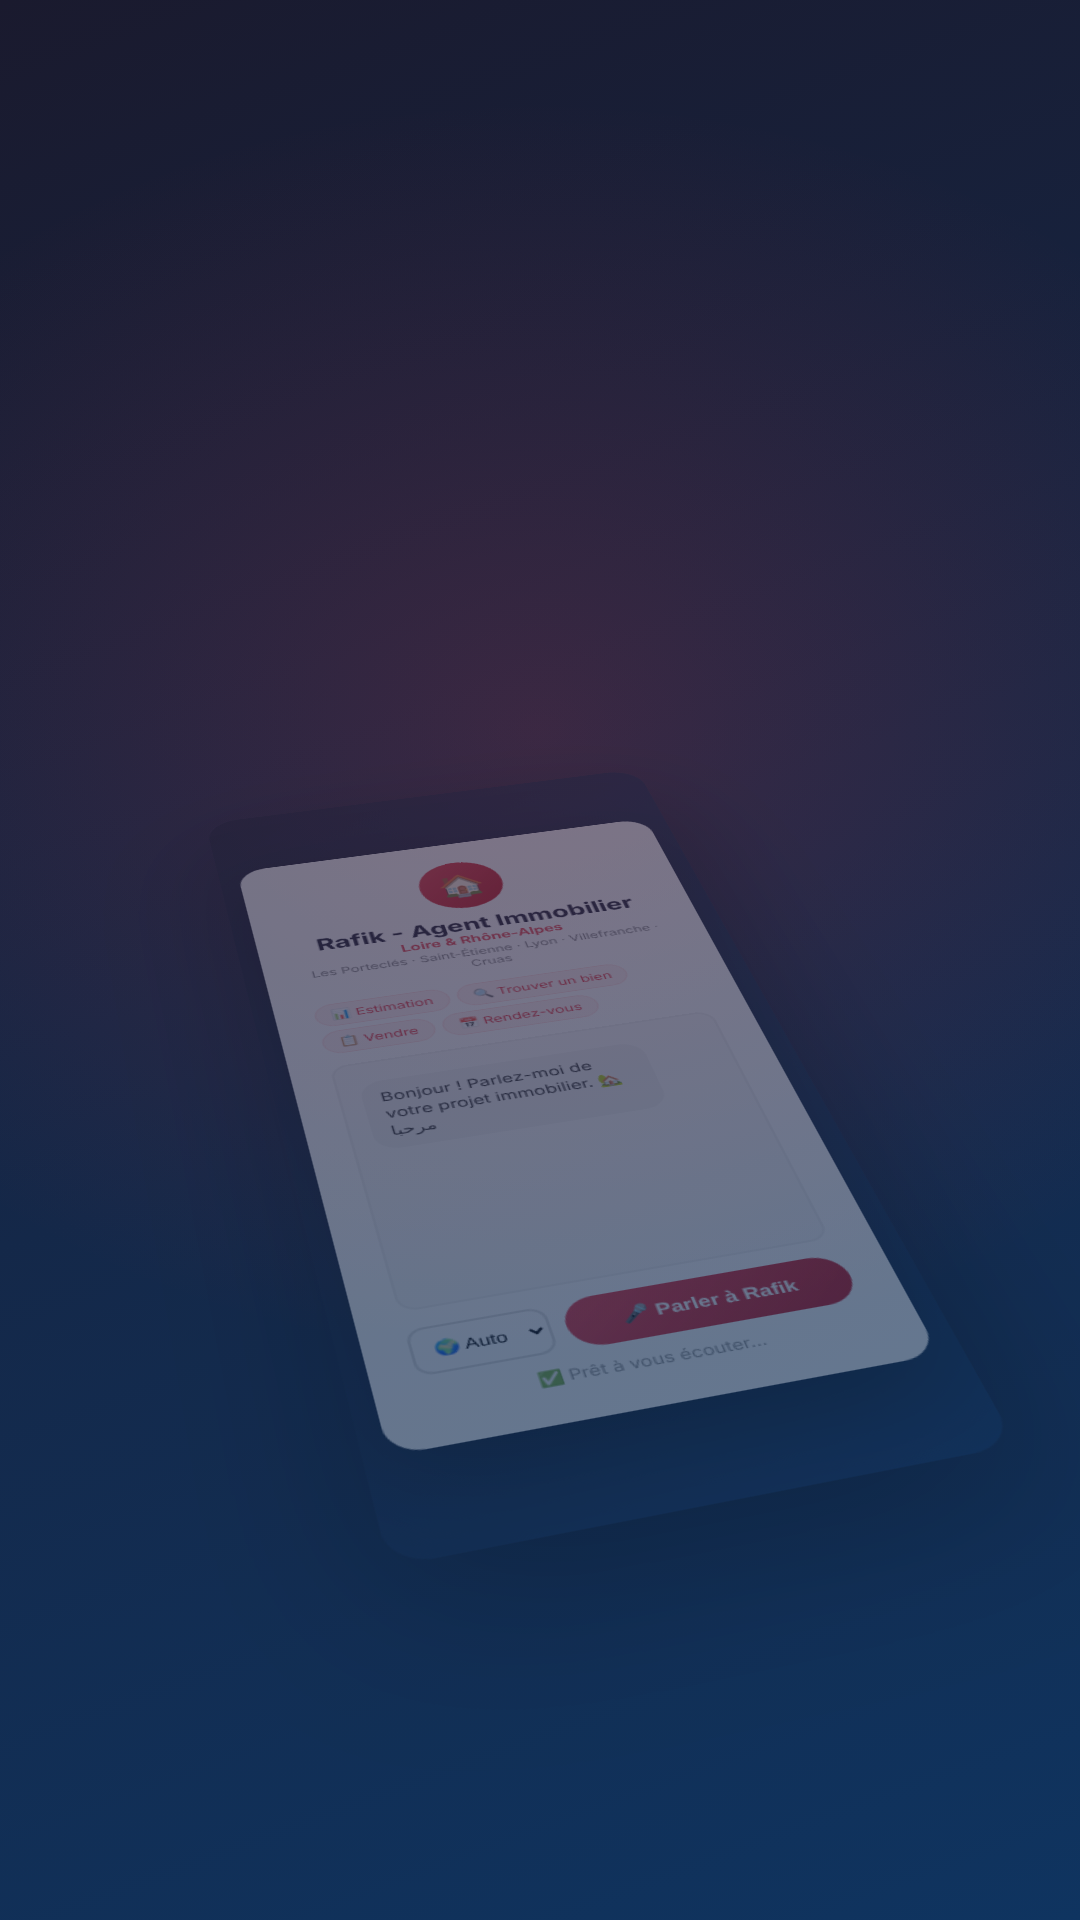 Rafik - Agent Immobilier
Loire & Rhône-Alpes
Les Porteclés · Saint-Étienne · Lyon · Villefranche ·
Cruas
📊 Estimation
🔍 Trouver un bien
📋 Vendre
📅 Rendez-vous
Bonjour ! Parlez-moi de
votre projet immobilier. 🏡
مرحبا
🌍 Auto
🎤 Parler à Rafik
✅ Prêt à vous écouter...